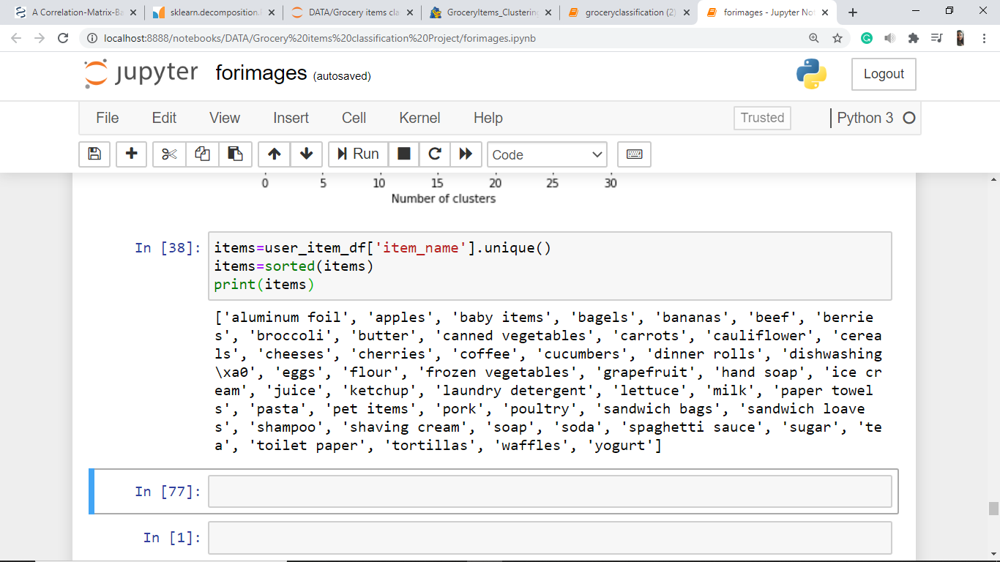 A Correlation-Matrix-Ba
sklearn.decomposition.
DATA/Grocery items cla
GroceryItems_Clustering
groceryclassification (2)
forimages - Jupyter Not
localhost:8888/notebooks/DATA/Grocery%20items%20classification%20Project/forimages.ipynb
jupyter forimages (autosaved)
Logout
File Edit View Insert Cell Kernel Help
Trusted
Python 3
Run
Code
0 5 10 15 20 25 30
Number of clusters
In [38]:
items=user_item_df['item_name'].unique()
items=sorted(items)
print(items)
['aluminum foil', 'apples', 'baby items', 'bagels', 'bananas', 'beef', 'berrie
s', 'broccoli', 'butter', 'canned vegetables', 'carrots', 'cauliflower', 'cerea
ls', 'cheeses', 'cherries', 'coffee', 'cucumbers', 'dinner rolls', 'dishwashing
\xa0', 'eggs', 'flour', 'frozen vegetables', 'grapefruit', 'hand soap', 'ice cr
eam', 'juice', 'ketchup', 'laundry detergent', 'lettuce', 'milk', 'paper towel
s', 'pasta', 'pet items', 'pork', 'poultry', 'sandwich bags', 'sandwich loave
s', 'shampoo', 'shaving cream', 'soap', 'soda', 'spaghetti sauce', 'sugar', 'te
a', 'toilet paper', 'tortillas', 'waffles', 'yogurt']
In [77]:
In [1]: